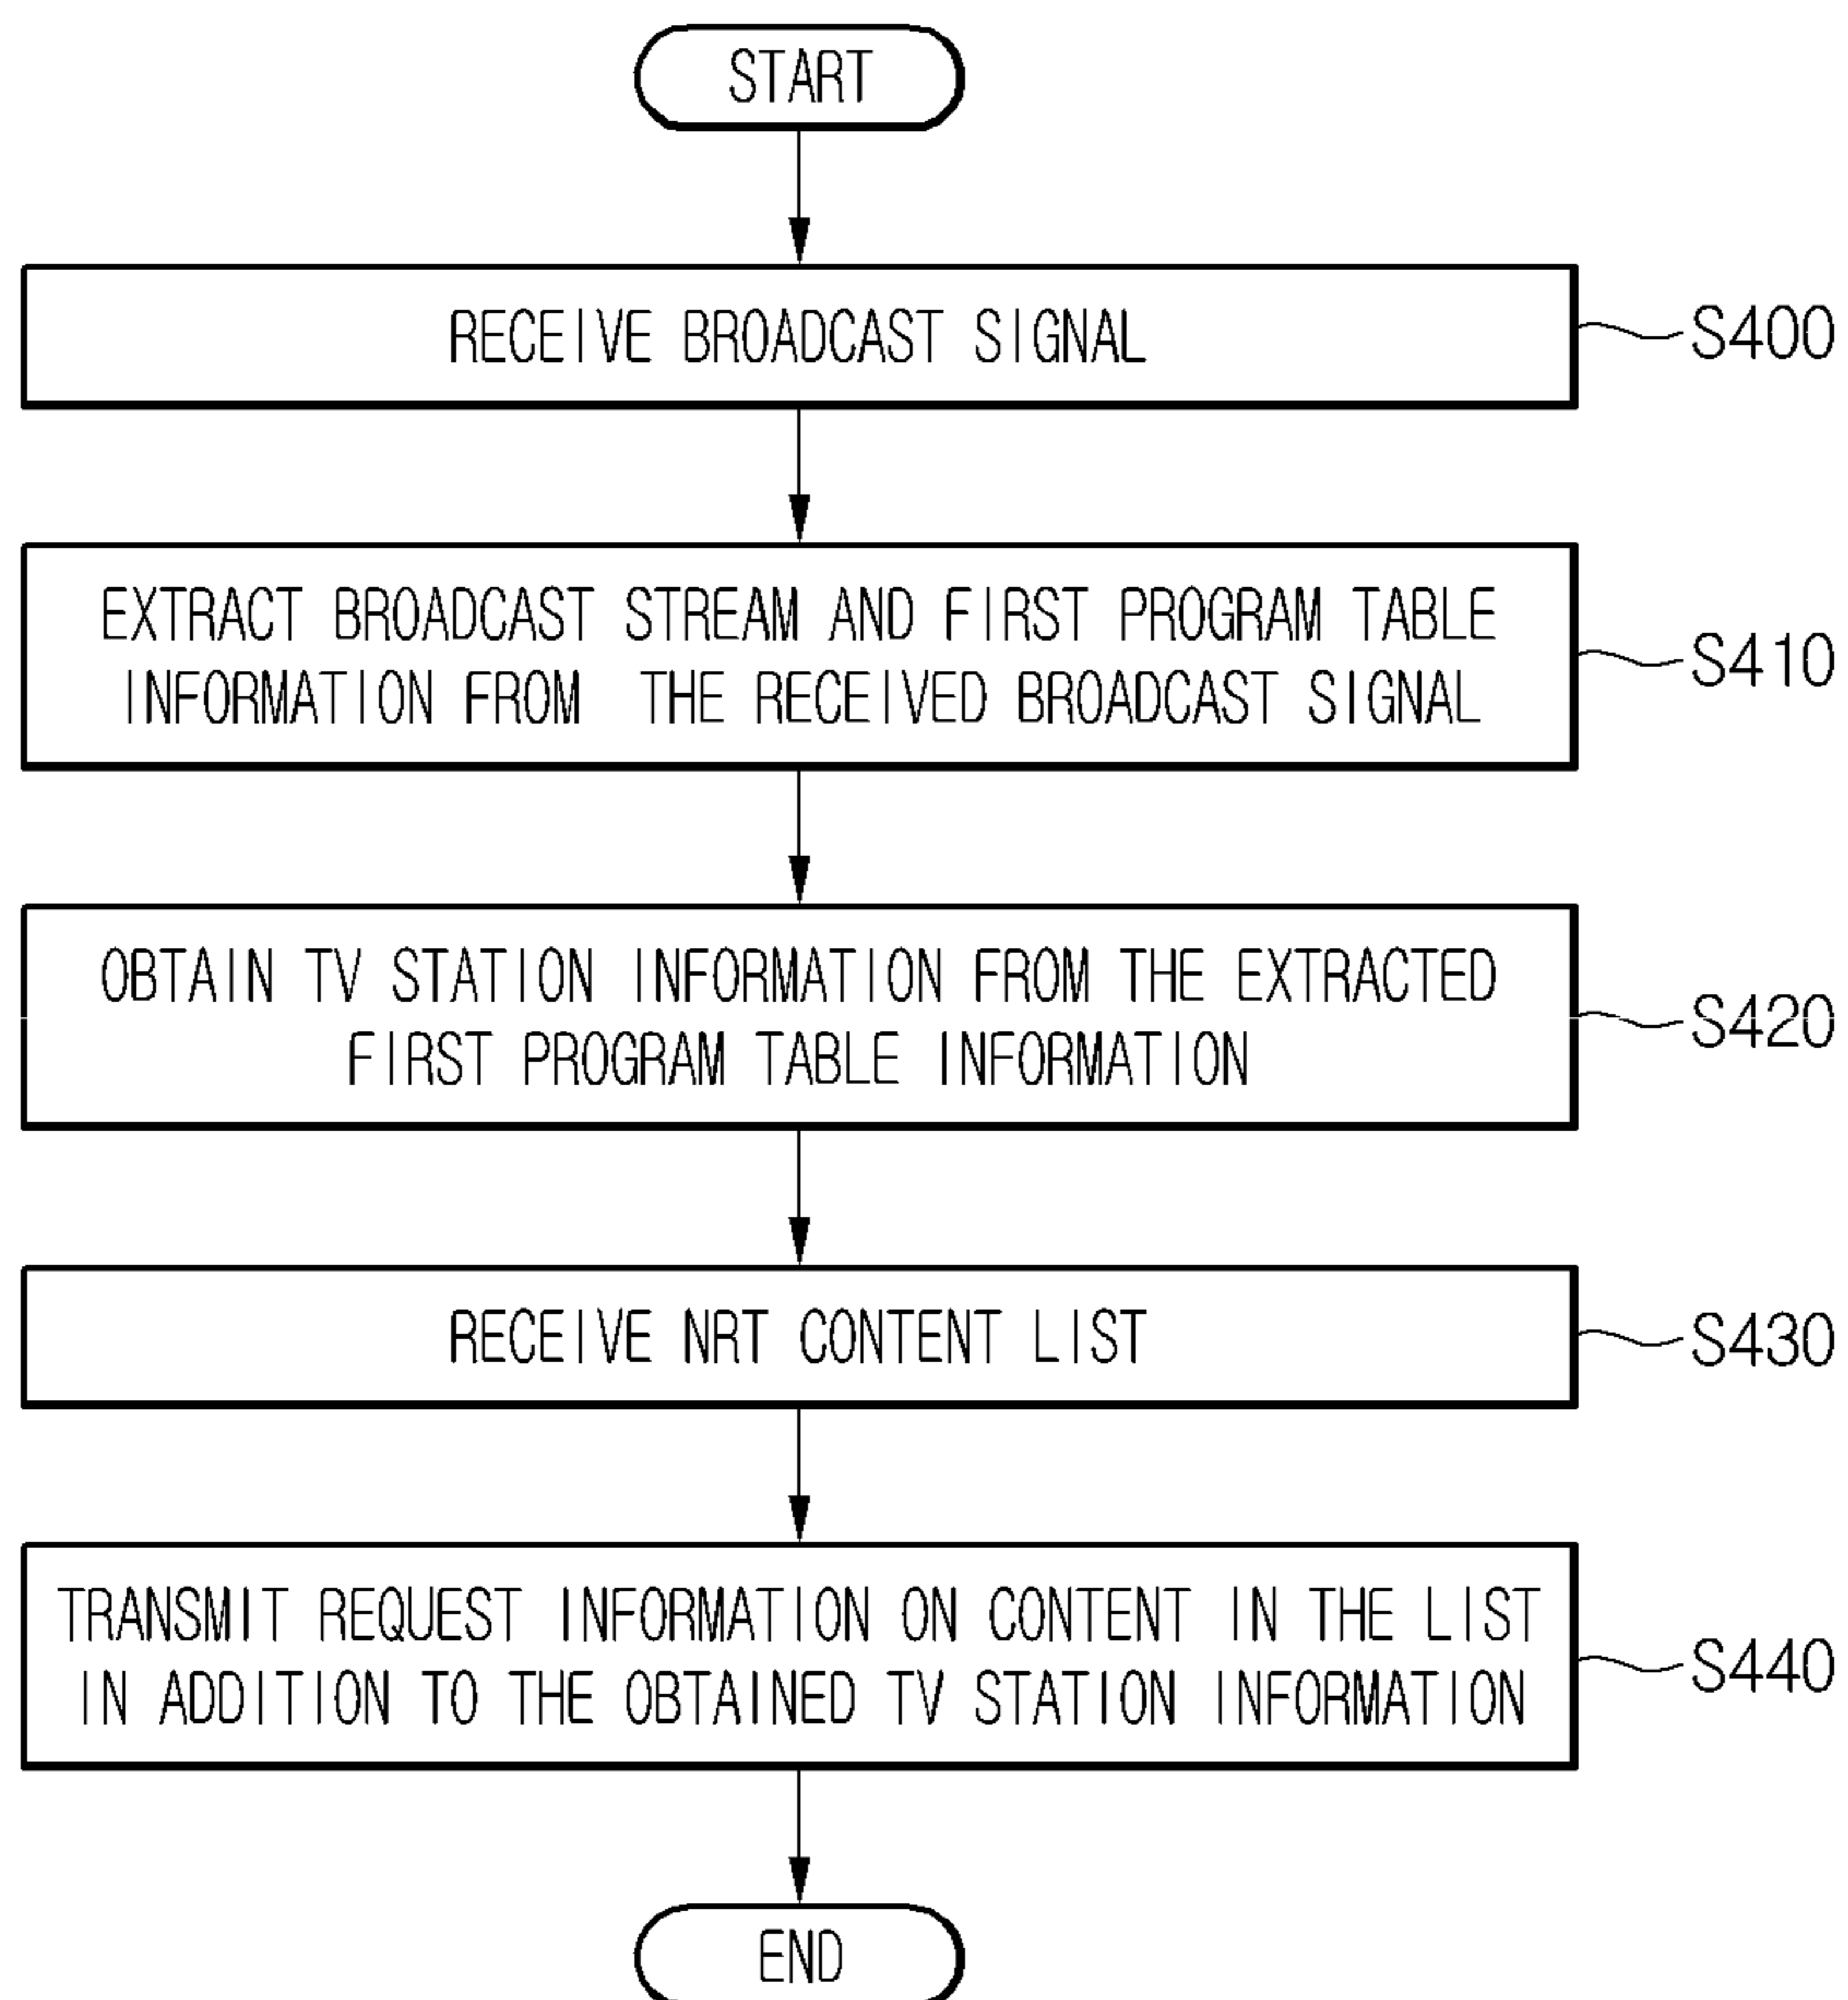 START
RECEIVE BROADCAST SIGNAL
S400
EXTRACT BROADCAST STREAM AND FIRST PROGRAM TABLE
INFORMATION FROM THE RECEIVED BROADCAST SIGNAL
S410
OBTAIN TV STATION INFORMATION FROM THE EXTRACTED
FIRST PROGRAM TABLE INFORMATION
S420
RECEIVE NRT CONTENT LIST
S430
TRANSMIT REQUEST INFORMATION ON CONTENT IN THE LIST
IN ADDITION TO THE OBTAINED TV STATION INFORMATION
S440
END